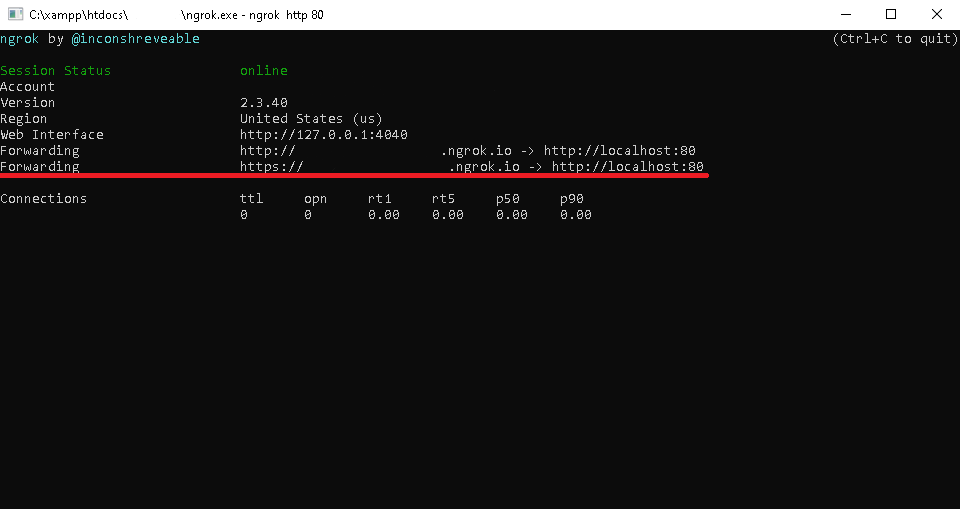 C:\xampp\htdocs\ \ngrok.exe - ngrok http 80
ngrok by @inconshreveable (Ctrl+C to quit)
Session Status online
Account
Version 2.3.40
Region United States (us)
Web Interface http://127.0.0.1:4040
Forwarding http:// .ngrok.io -> http://localhost:80
Forwarding https:// .ngrok.io -> http://localhost:80
Connections ttl opn rt1 rt5 p50 p90
0 0 0.00 0.00 0.00 0.00